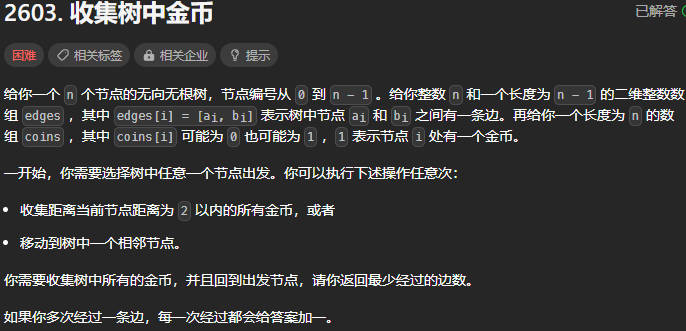 2603. 收集树中金币
已解答
困难 相关标签 相关企业 提示
给你一个 n 个节点的无向无根树，节点编号从 0 到 n - 1 。给你整数 n 和一个长度为 n - 1 的二维整数数
组 edges ，其中 edges[i] = [ai, bi] 表示树中节点 ai 和 bi 之间有一条边。再给你一个长度为 n 的数
组 coins ，其中 coins[i] 可能为 0 也可能为 1 ，1 表示节点 i 处有一个金币。
一开始，你需要选择树中任意一个节点出发。你可以执行下述操作任意次：
• 收集距离当前节点距离为 2 以内的所有金币，或者
• 移动到树中一个相邻节点。
你需要收集树中所有的金币，并且回到出发节点，请你返回最少经过的边数。
如果你多次经过一条边，每一次经过都会给答案加一。